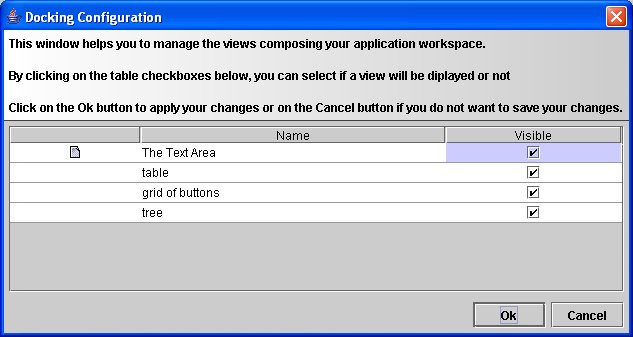 Docking Configuration
This window helps you to manage the views composing your application workspace.
By clicking on the table checkboxes below, you can select if a view will be diplayed or not
Click on the Ok button to apply your changes or on the Cancel button if you do not want to save your changes.
Name Visible
The Text Area
table
grid of buttons
tree
Ok Cancel